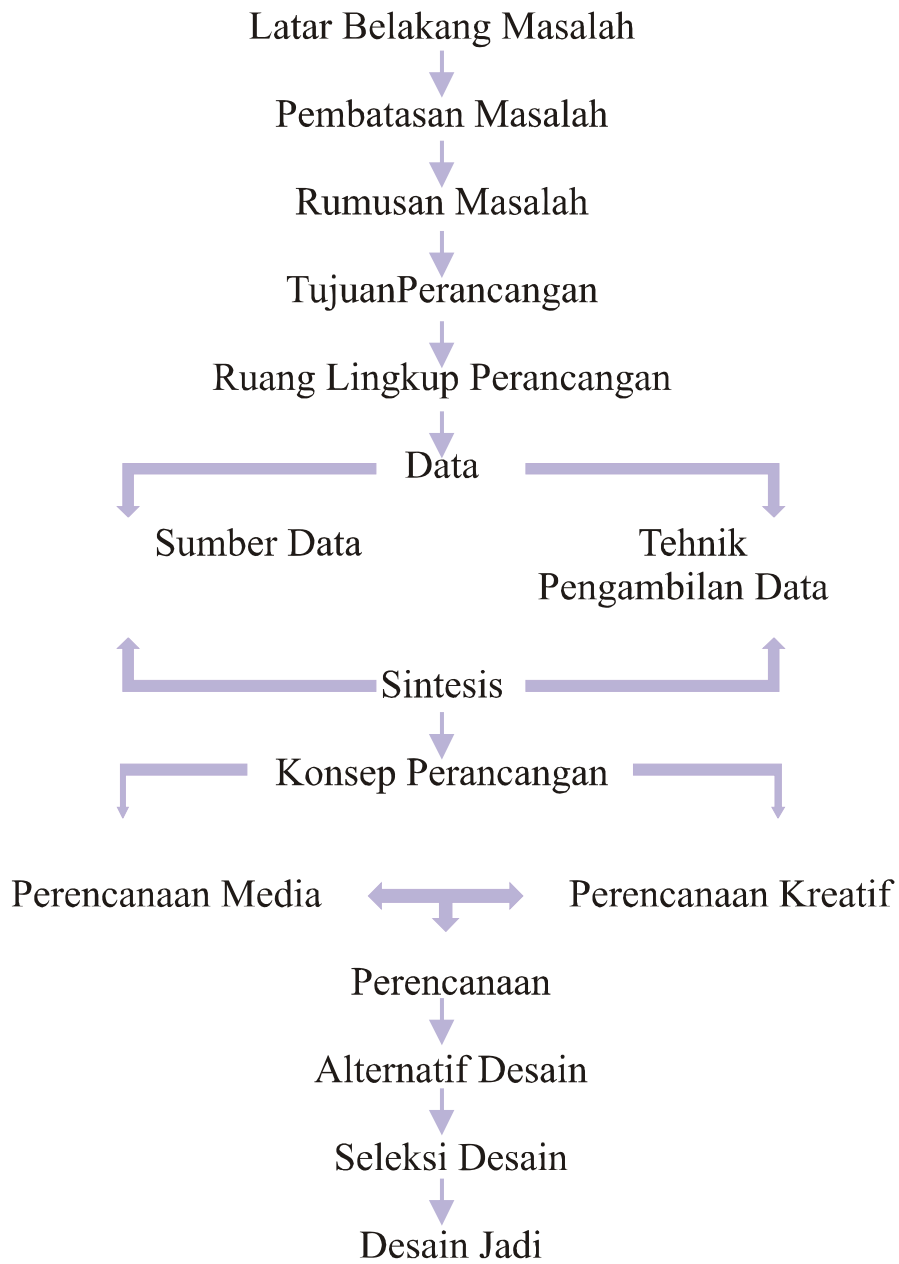 Latar Belakang Masalah
Pembatasan Masalah
Rumusan Masalah
TujuanPerancangan
Ruang Lingkup Perancangan
Data
Sumber Data
Tehnik
Pengambilan Data
Sintesis
Konsep Perancangan
Perencanaan Media
Perencanaan Kreatif
Perencanaan
Alternatif Desain
Seleksi Desain
Desain Jadi